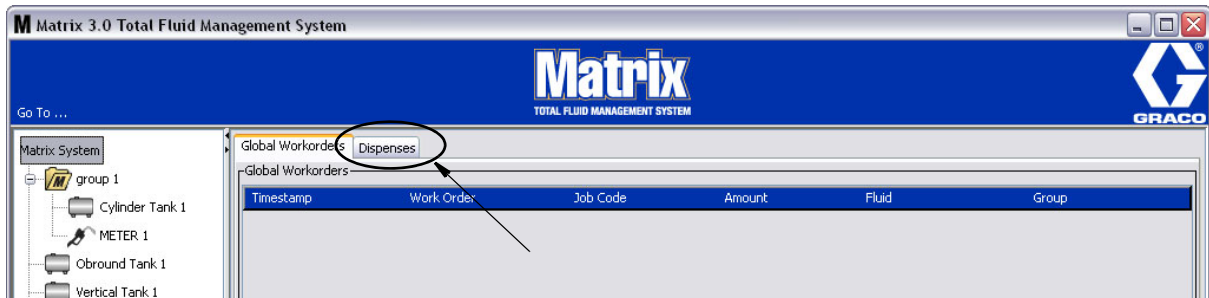 Matrix 3.0 Total Fluid Management System
Matrix
TOTAL FLUID MANAGEMENT SYSTEM
Go To ...
GRACO
Matrix System
group 1
Cylinder Tank 1
METER 1
Obround Tank 1
Vertical Tank 1
Global Workorders Dispenses
Global Workorders
Timestamp Work Order Job Code Amount Fluid Group